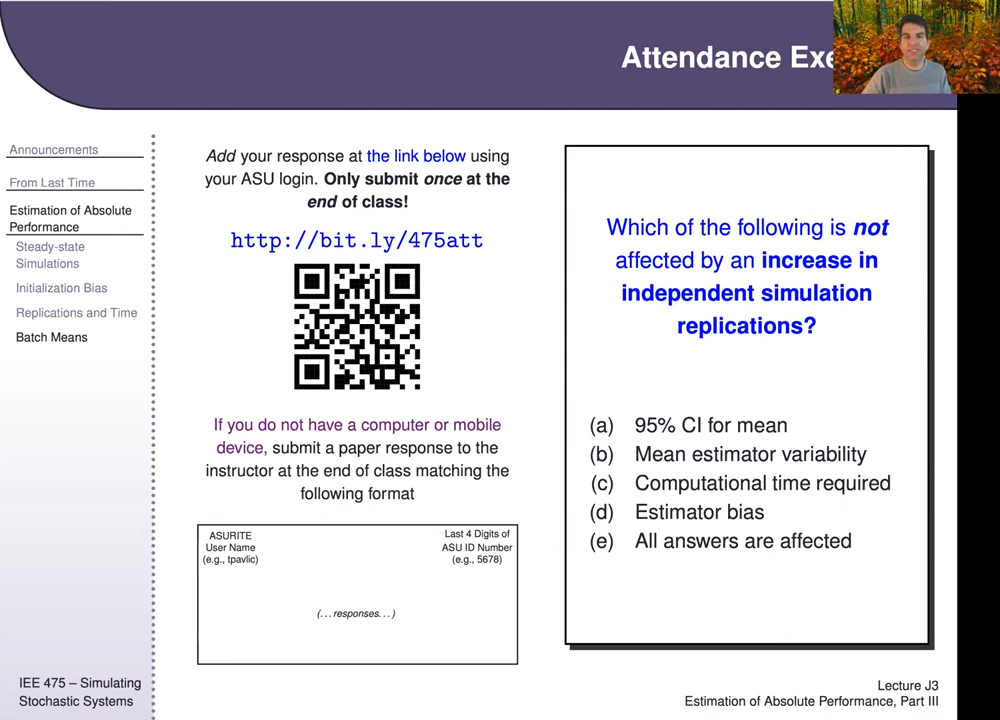 Attendance Exe
Announcements
From Last Time
Estimation of Absolute
Performance
Steady-state
Simulations
Initialization Bias
Replications and Time
Batch Means
IEE 475 – Simulating
Stochastic Systems
Add your response at the link below using
your ASU login. Only submit once at the
end of class!
http://bit.ly/475att
If you do not have a computer or mobile
device, submit a paper response to the
instructor at the end of class matching the
following format
ASURITE
User Name
(e.g., tpavlic)
Last 4 Digits of
ASU ID Number
(e.g., 5678)
(...responses...)
Which of the following is not
affected by an increase in
independent simulation
replications?
(a) 95% CI for mean
(b) Mean estimator variability
(c) Computational time required
(d) Estimator bias
(e) All answers are affected
Lecture J3
Estimation of Absolute Performance, Part III